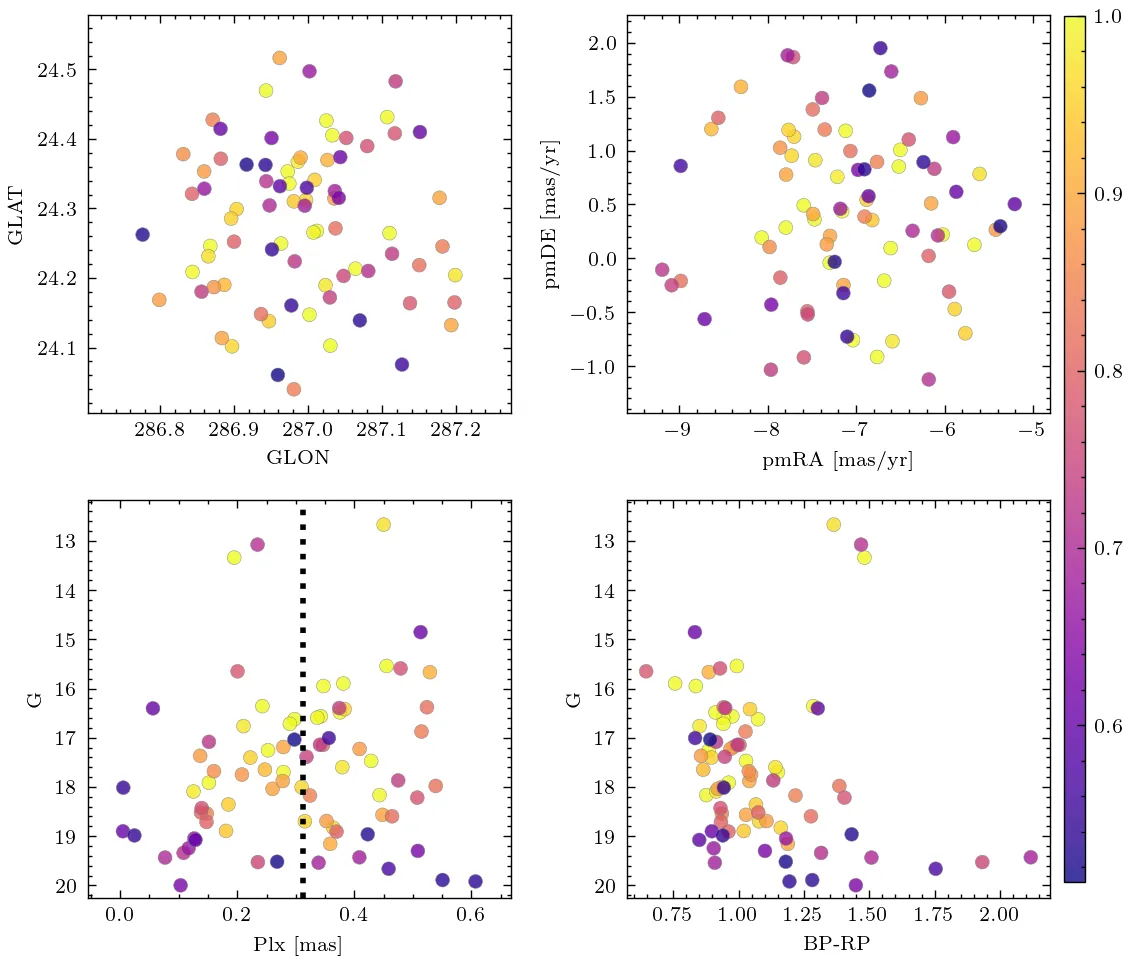 24.5
24.4
24.3
24.2
24.1
GLAT
286.8 286.9 287.0 287.1 287.2
GLON
2.0
1.5
1.0
0.5
0.0
−0.5
−1.0
pmDE [mas/yr]
−9 −8 −7 −6 −5
pmRA [mas/yr]
1.0
0.9
0.8
0.7
0.6
13
14
15
16
17
18
19
20
G
0.0 0.2 0.4 0.6
Plx [mas]
13
14
15
16
17
18
19
20
G
0.75 1.00 1.25 1.50 1.75 2.00
BP-RP